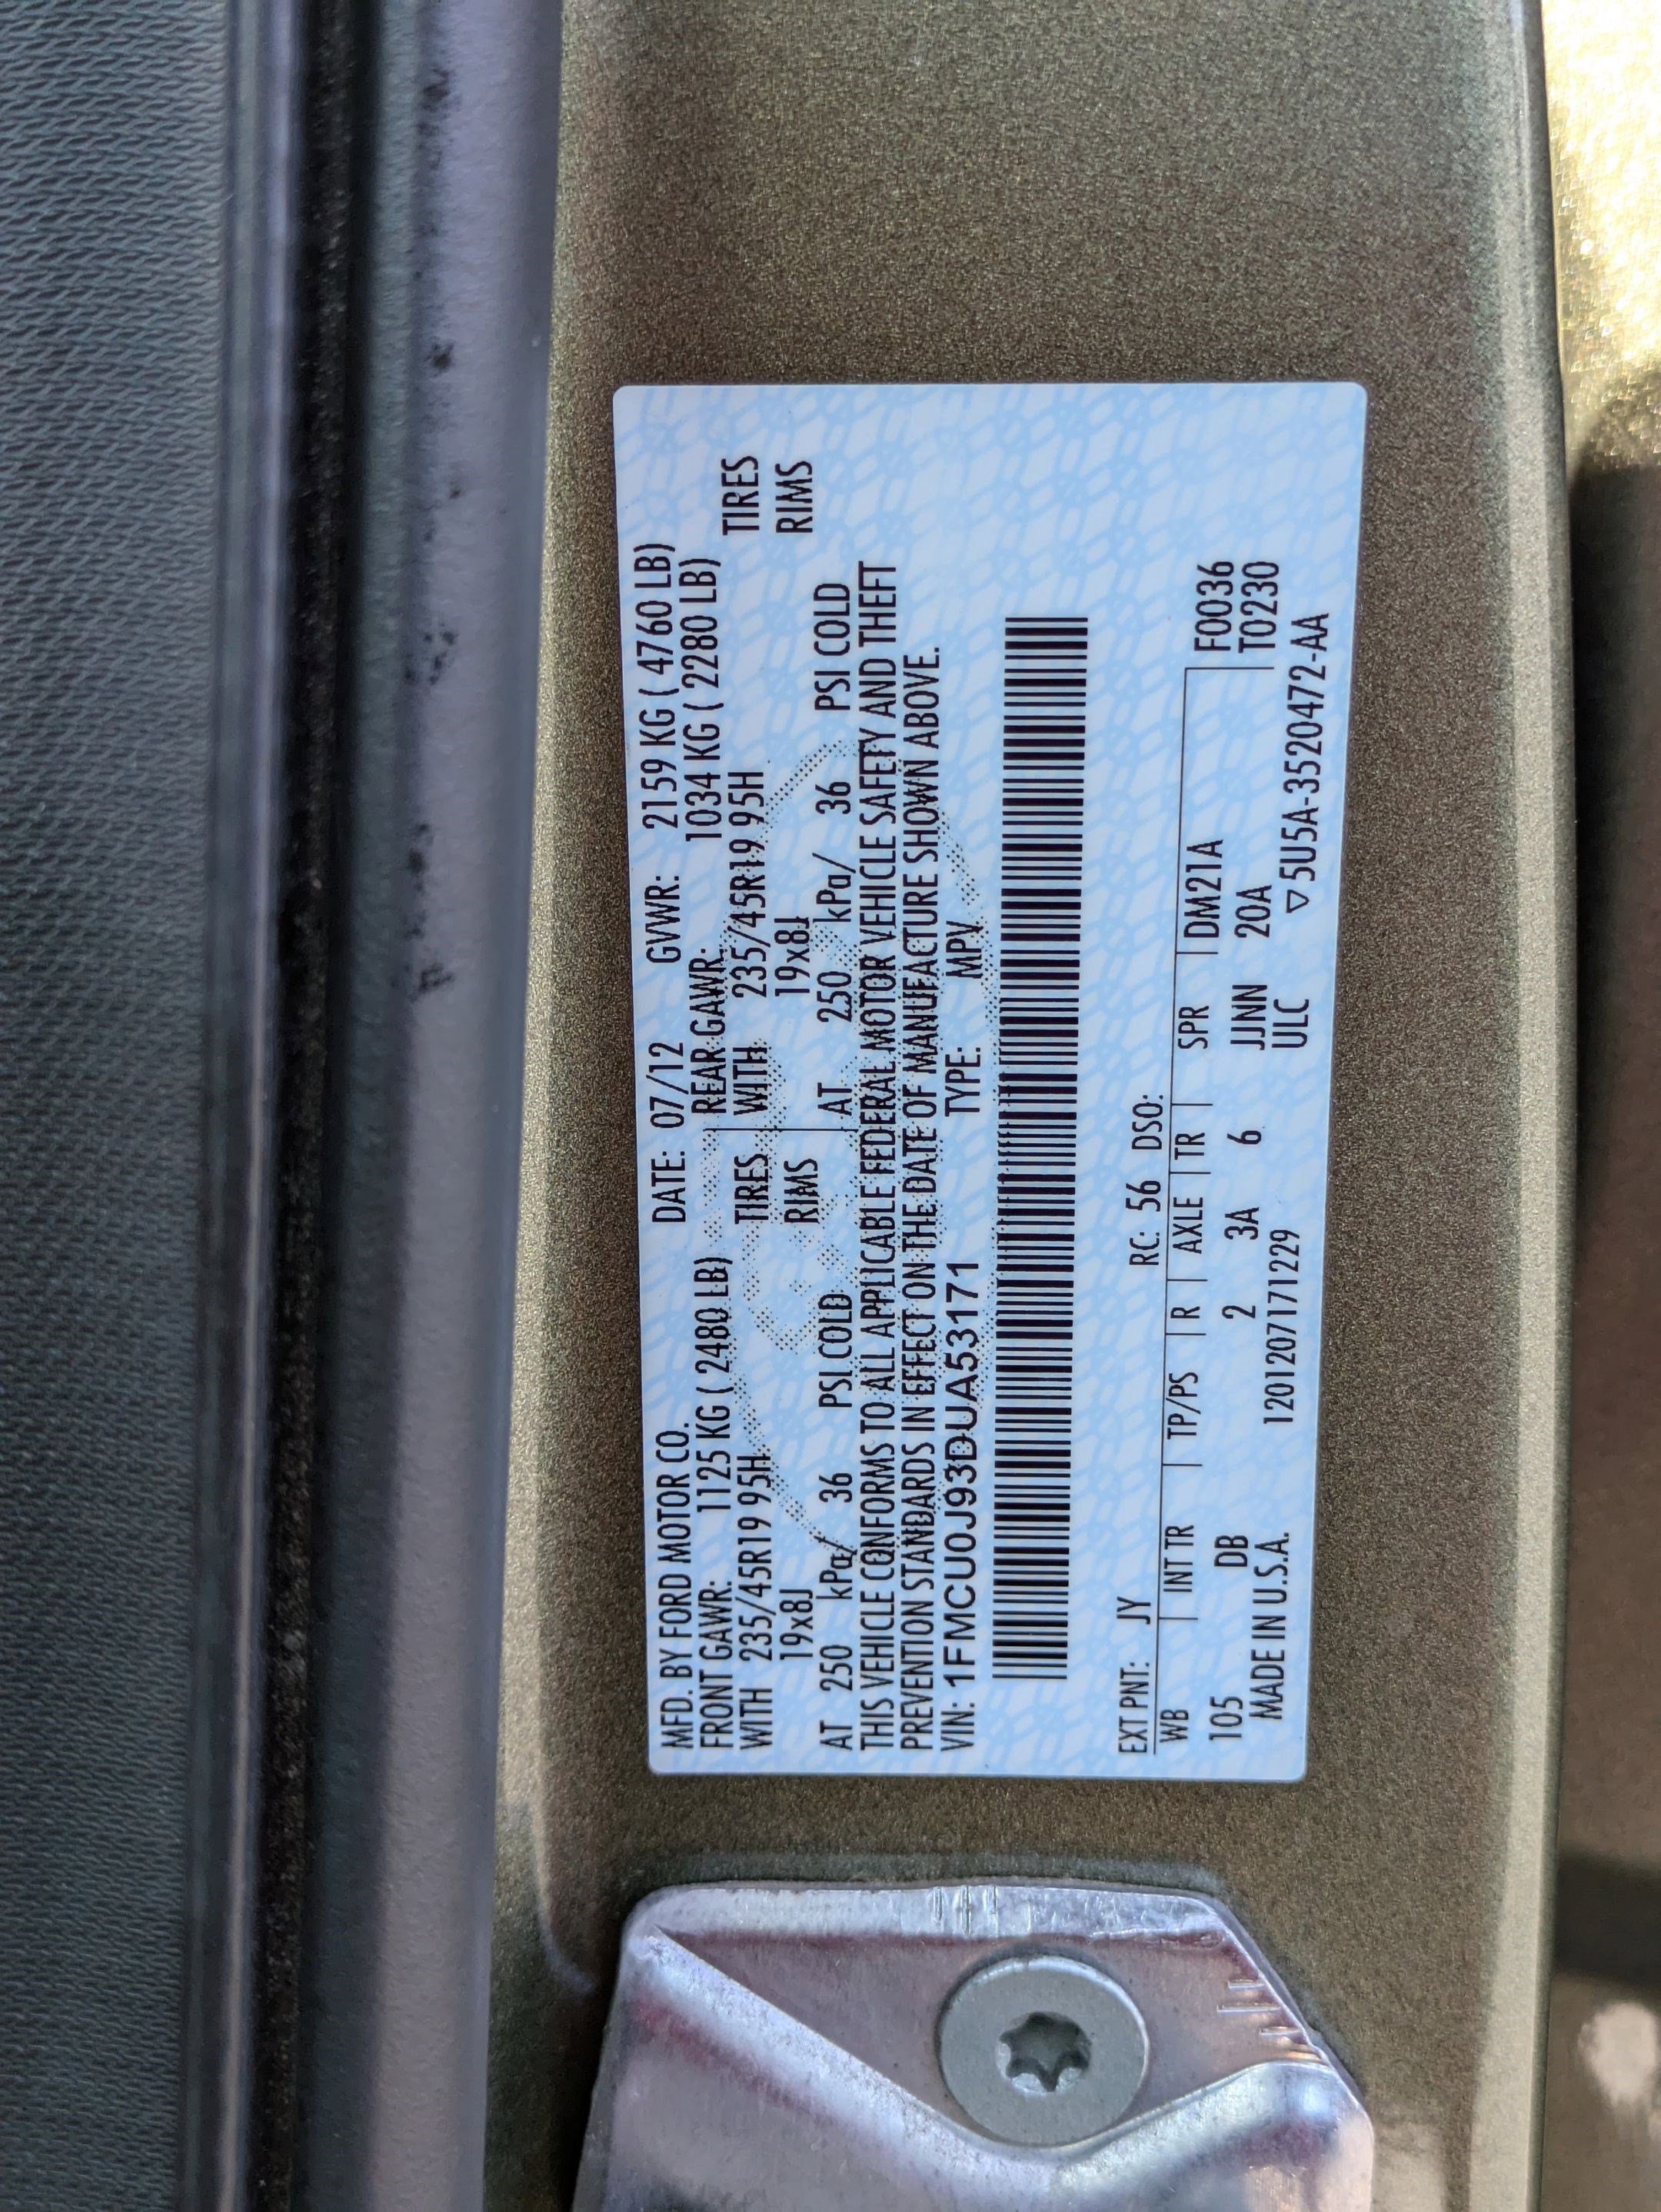 MFD. BY FORD MOTOR CO. DATE: 07/12 GVWR: 2159 KG ( 4760 LB)
FRONT GAWR: 1125 KG ( 2480 LB) REAR GAWR: 1034 KG ( 2280 LB)
WITH 235/45R19 95H TIRES WITH 235/45R19 95H TIRES
19x8J RIMS 19x8J RIMS
AT 250 kPa/ 36 PSI COLD AT 250 kPa/ 36 PSI COLD
THIS VEHICLE CONFORMS TO ALL APPLICABLE FEDERAL MOTOR VEHICLE SAFETY AND THEFT
PREVENTION STANDARDS IN EFFECT ON THE DATE OF MANUFACTURE SHOWN ABOVE.
VIN: 1FMCU0J93DUA53171 TYPE: MPV
EXT PNT: JY RC: 56 DSO:
WB | INT TR | TP/PS | R | AXLE | TR | SPR | DM21A F0036
105 DB 2 3A 6 JJNN 20A T0230
MADE IN U.S.A. 1201207171229 ULC ▽5U5A-3520472-AA